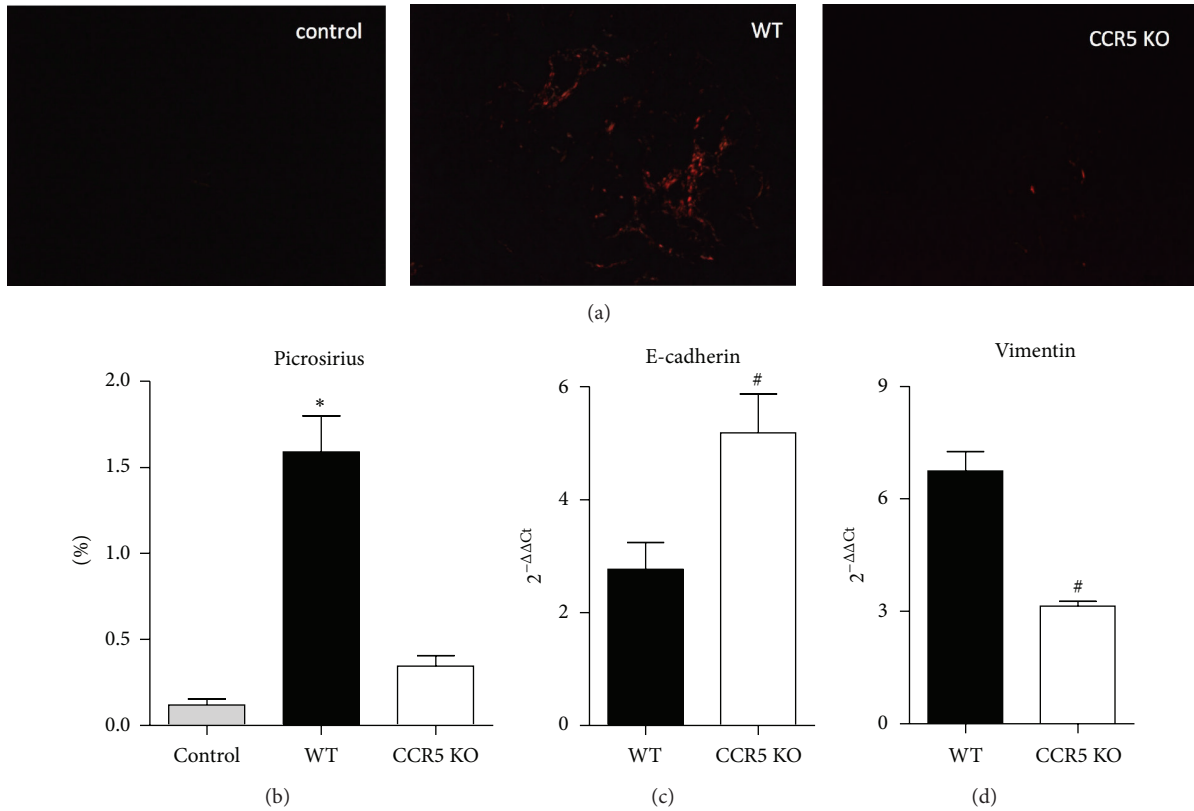 control
WT
CCR5 KO
(a)
Picrosirius
2.0
1.5
1.0
0.5
0.0
(%)
*
Control
WT
CCR5 KO
(b)
E-cadherin
6
4
2
0
2^−ΔΔCt
#
WT
CCR5 KO
(c)
Vimentin
9
6
3
0
2^−ΔΔCt
#
WT
CCR5 KO
(d)